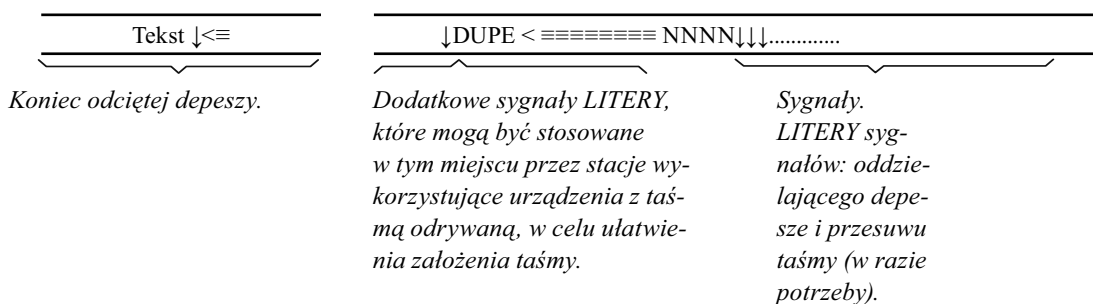 Tekst ↓<≡
↓DUPE < ≡≡≡≡≡≡≡≡ NNNN↓↓↓.............
Koniec odciętej depeszy.
Dodatkowe sygnały LITERY,
które mogą być stosowane
w tym miejscu przez stacje wy-
korzystujące urządzenia z taś-
mą odrywaną, w celu ułatwie-
nia założenia taśmy.
Sygnały.
LITERY syg-
nałów: oddzie-
lającego depe-
sze i przesuwu
taśmy (w razie
potrzeby).